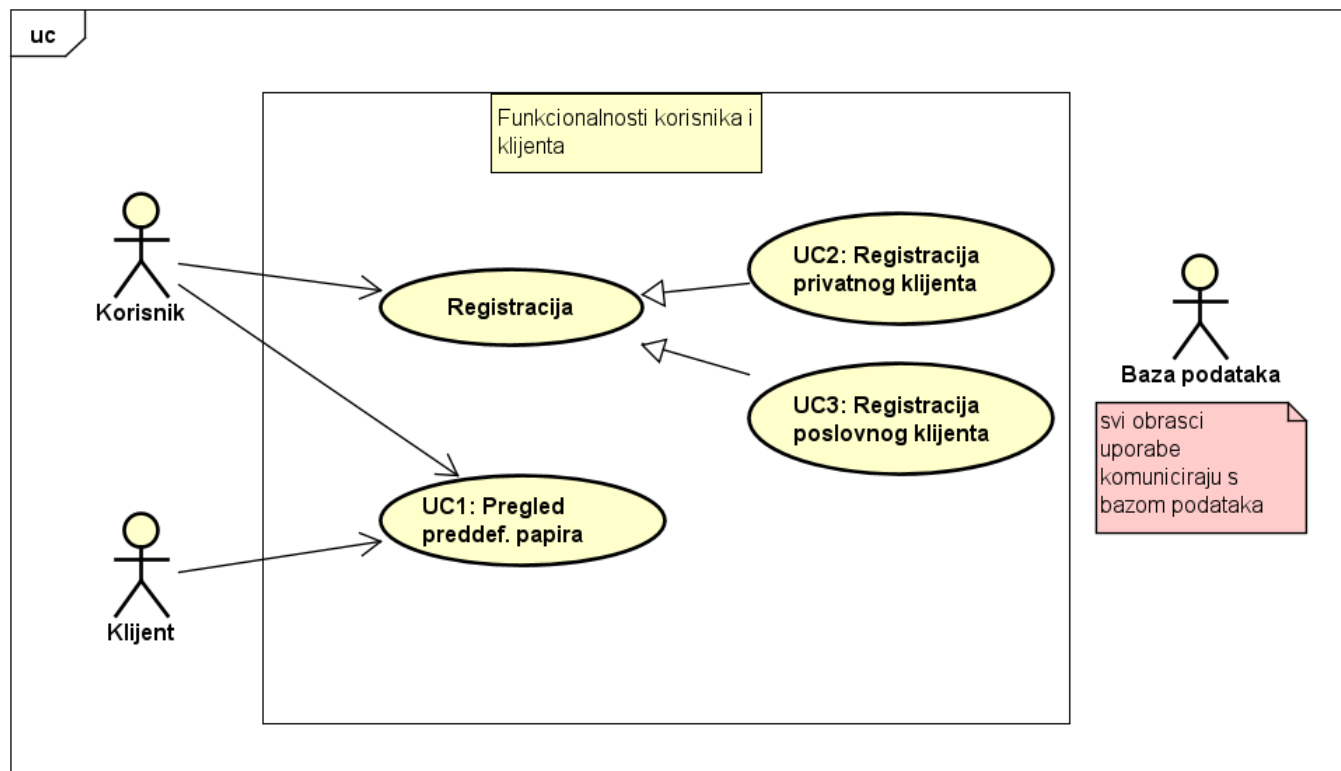 uc
Funkcionalnosti korisnika i
klijenta
Korisnik
Registracija
UC2: Registracija
privatnog klijenta
UC3: Registracija
poslovnog klijenta
Baza podataka
svi obrasci
uporabe
komuniciraju s
bazom podataka
UC1: Pregled
preddef. papira
Klijent